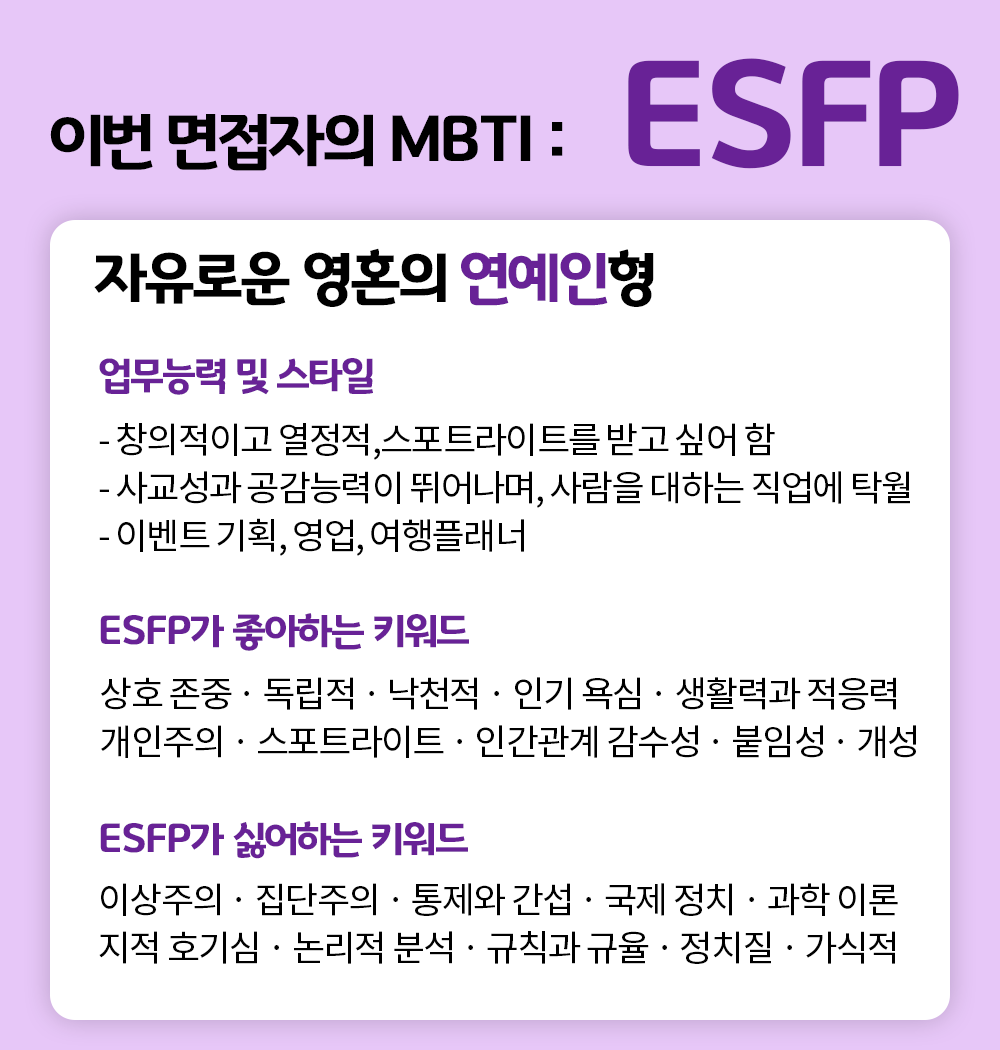 이번 면접자의 MBTI : ESFP
자유로운 영혼의 연예인형
업무능력 및 스타일
- 창의적이고 열정적,스포트라이트를 받고 싶어 함
- 사교성과 공감능력이 뛰어나며, 사람을 대하는 직업에 탁월
- 이벤트 기획, 영업, 여행플래너
ESFP가 좋아하는 키워드
상호 존중 · 독립적 · 낙천적 · 인기 욕심 · 생활력과 적응력
개인주의 · 스포트라이트 · 인간관계 감수성 · 붙임성 · 개성
ESFP가 싫어하는 키워드
이상주의 · 집단주의 · 통제와 간섭 · 국제 정치 · 과학 이론
지적 호기심 · 논리적 분석 · 규칙과 규율 · 정치질 · 가식적